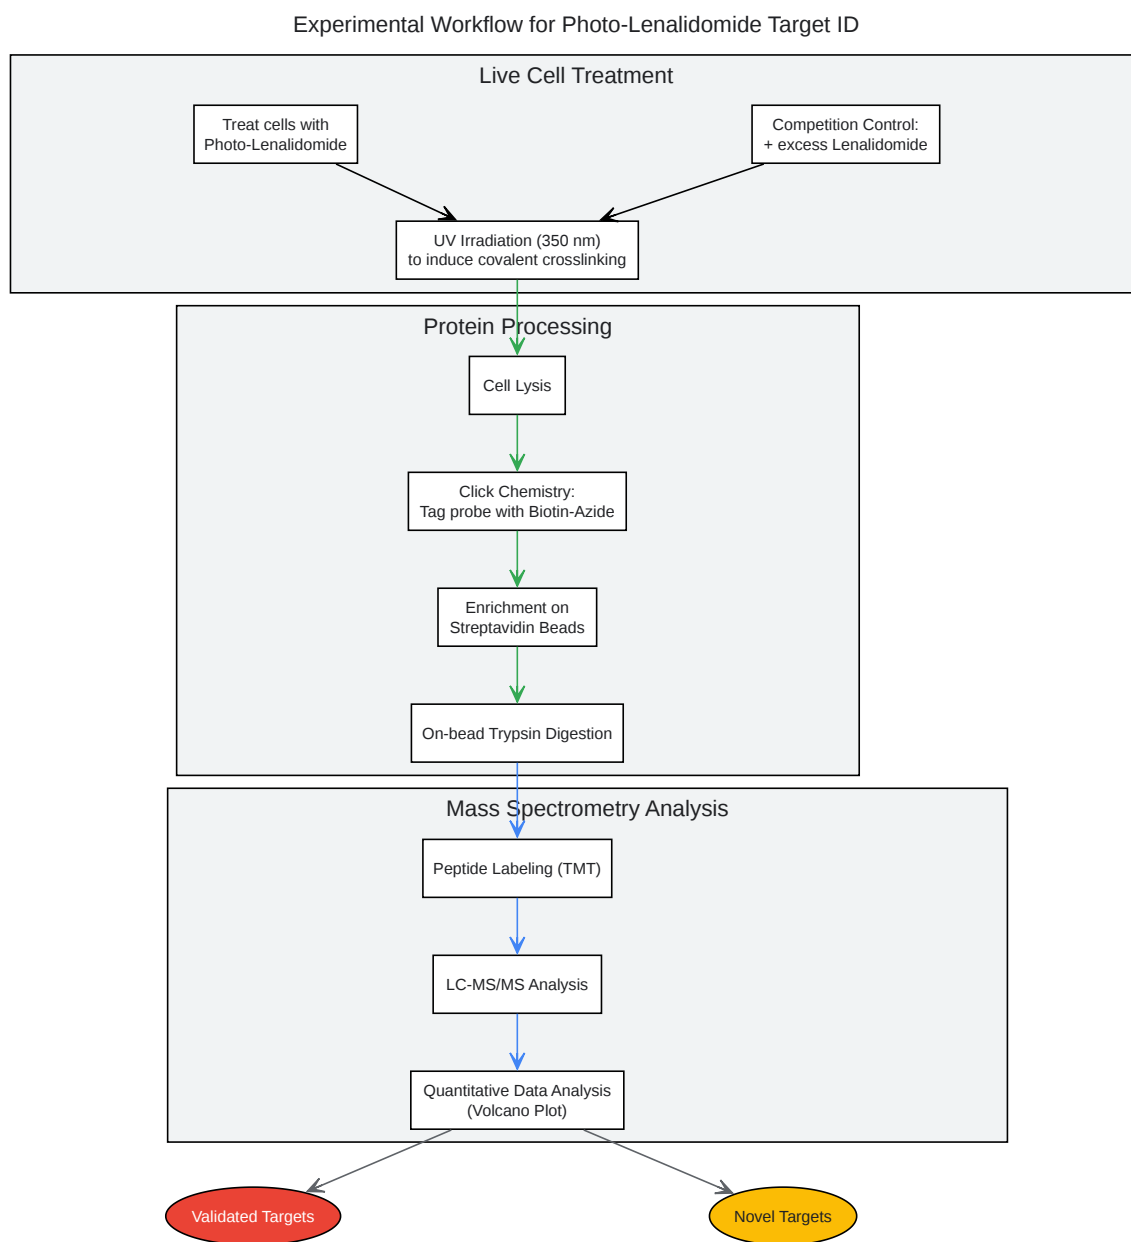 Experimental Workflow for Photo-Lenalidomide Target ID
Live Cell Treatment
Treat cells with
Photo-Lenalidomide
Competition Control:
+ excess Lenalidomide
UV Irradiation (350 nm)
to induce covalent crosslinking
Protein Processing
Cell Lysis
Click Chemistry:
Tag probe with Biotin-Azide
Enrichment on
Streptavidin Beads
On-bead Trypsin Digestion
Mass Spectrometry Analysis
Peptide Labeling (TMT)
LC-MS/MS Analysis
Quantitative Data Analysis
(Volcano Plot)
Validated Targets
Novel Targets